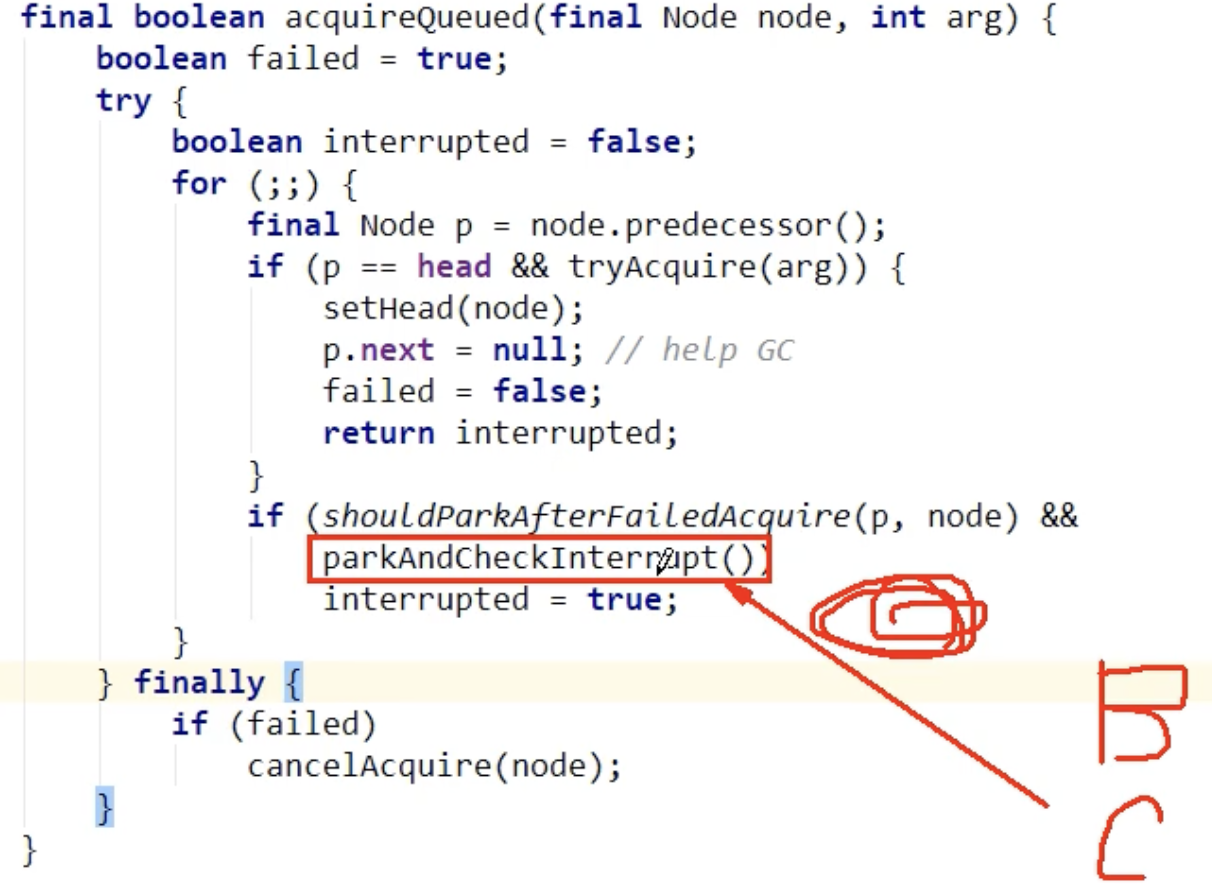 final boolean acquireQueued(final Node node, int arg) {
boolean failed = true;
try {
boolean interrupted = false;
for (;;) {
final Node p = node.predecessor();
if (p == head && tryAcquire(arg)) {
setHead(node);
p.next = null; // help GC
failed = false;
return interrupted;
}
if (shouldParkAfterFailedAcquire(p, node) &&
parkAndCheckInterrupt())
interrupted = true;
}
} finally {
if (failed)
cancelAcquire(node);
}
}
B
C